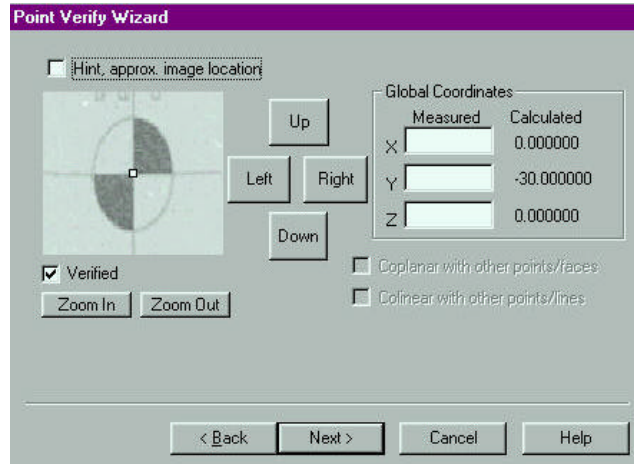 Point Verify Wizard
Hint, approx. image location
Global Coordinates
Measured Calculated
X 0.000000
Y -30.000000
Z 0.000000
Up
Left Right
Down
Verified
Zoom In Zoom Out
Coplanar with other points/faces
Colinear with other points/lines
< Back Next > Cancel Help